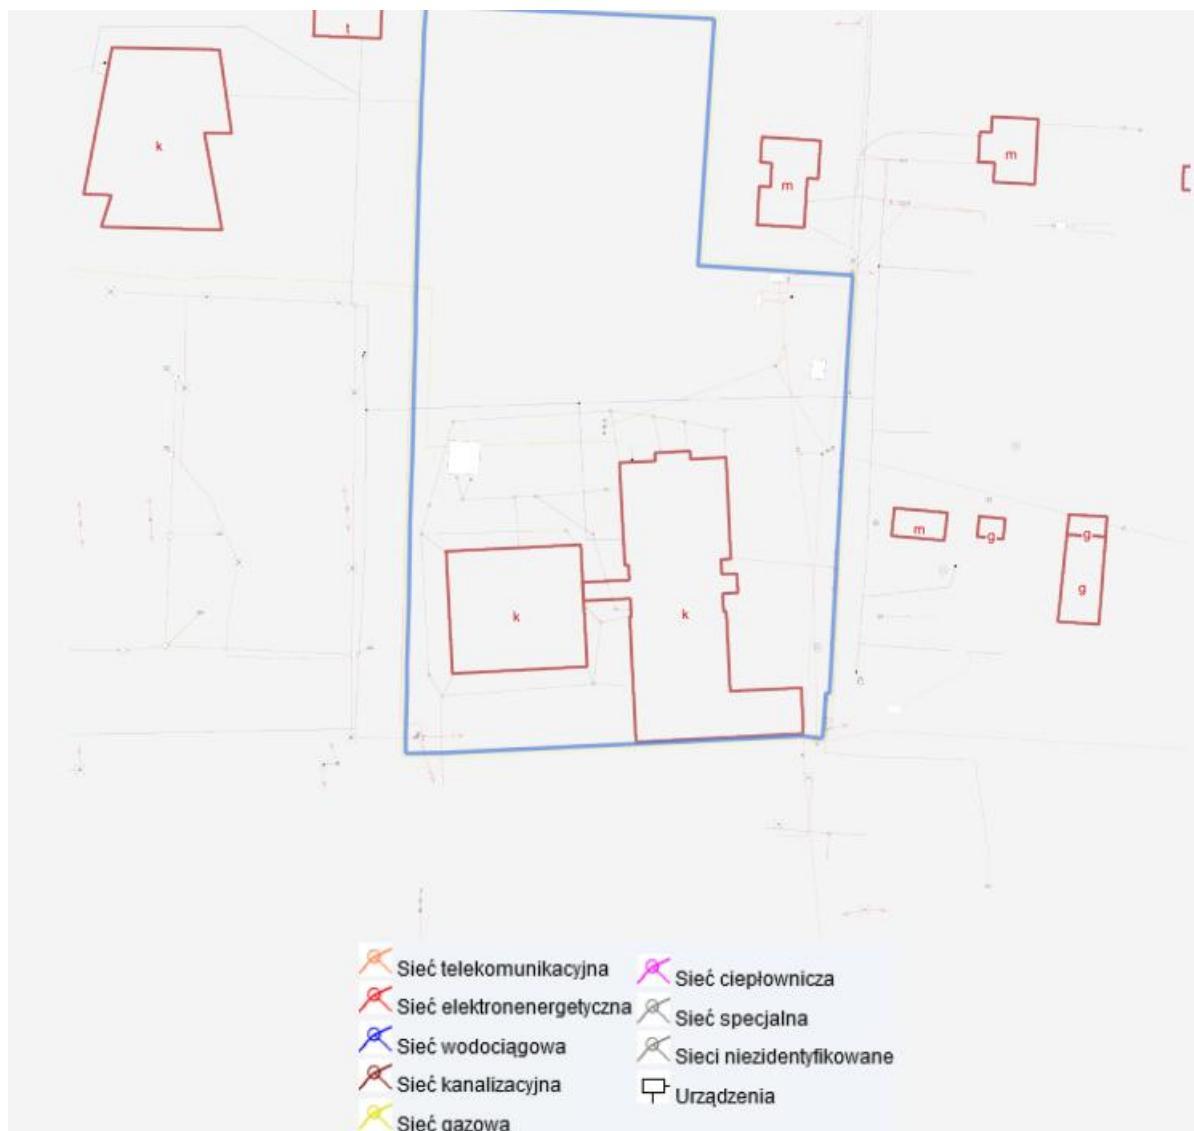 t
k
m
m
m
g
g
g
k
k
Sieć telekomunikacyjna
Sieć elektronenergetyczna
Sieć wodociągowa
Sieć kanalizacyjna
Sieć gazowa
Sieć ciepłownicza
Sieć specjalna
Sieci niezidentyfikowane
Urządzenia